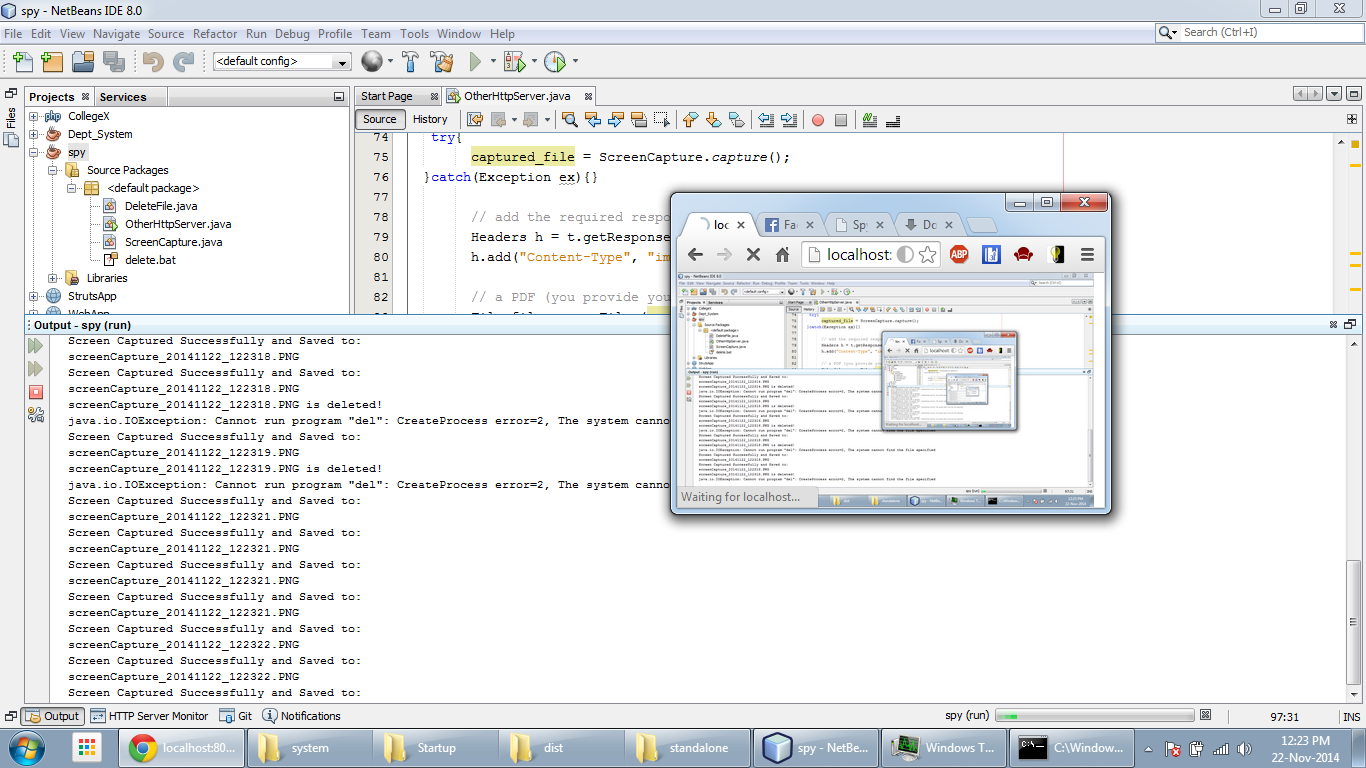 spy - NetBeans IDE 8.0
File Edit View Navigate Source Refactor Run Debug Profile Team Tools Window Help
Search (Ctrl+I)
<default config>
Files
Projects
Services
CollegeX
Dept_System
spy
Source Packages
<default package>
DeleteFile.java
OtherHttpServer.java
ScreenCapture.java
delete.bat
Libraries
StrutsApp
WebApp
Start Page
OtherHttpServer.java
Source History
74 try{
75 captured_file = ScreenCapture.capture();
76 }catch(Exception ex){}
77
78 // add the required respo
79 Headers h = t.getResponse
80 h.add("Content-Type", "im
81
82 // a PDF (you provide you
loc
Fa
Sp
Do
localhost:
ABP
Waiting for localhost...
Output - spy (run)
Screen Captured Successfully and Saved to:
screenCapture_20141122_122318.PNG
Screen Captured Successfully and Saved to:
screenCapture_20141122_122318.PNG
screenCapture_20141122_122318.PNG is deleted!
java.io.IOException: Cannot run program "del": CreateProcess error=2, The system canno
Screen Captured Successfully and Saved to:
screenCapture_20141122_122319.PNG
screenCapture_20141122_122319.PNG is deleted!
java.io.IOException: Cannot run program "del": CreateProcess error=2, The system canno
Screen Captured Successfully and Saved to:
screenCapture_20141122_122321.PNG
Screen Captured Successfully and Saved to:
screenCapture_20141122_122321.PNG
Screen Captured Successfully and Saved to:
screenCapture_20141122_122321.PNG
Screen Captured Successfully and Saved to:
screenCapture_20141122_122321.PNG
Screen Captured Successfully and Saved to:
screenCapture_20141122_122322.PNG
Screen Captured Successfully and Saved to:
screenCapture_20141122_122322.PNG
Screen Captured Successfully and Saved to:
Output HTTP Server Monitor Git Notifications
spy (run)
97:31 INS
localhost:80...
system
Startup
dist
standalone
spy - NetBe...
Windows T...
C:\Window...
12:23 PM
22-Nov-2014